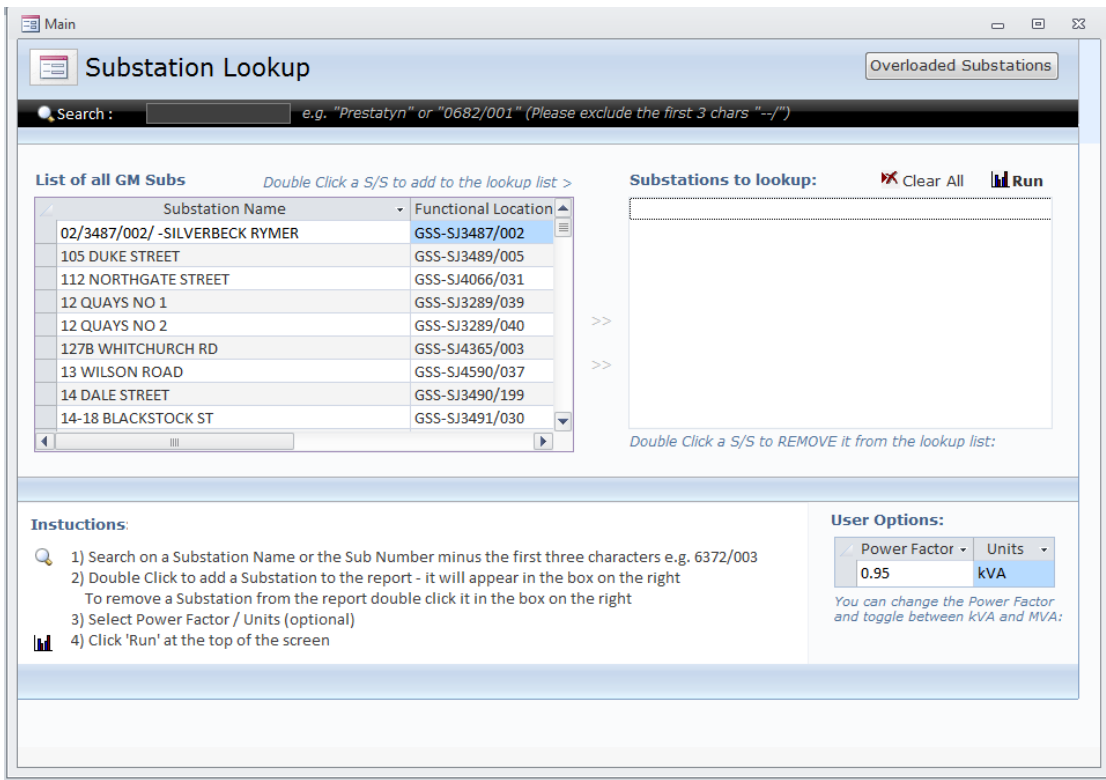 Main
Substation Lookup
Overloaded Substations
Search :
e.g. "Prestatyn" or "0682/001" (Please exclude the first 3 chars "--/")
List of all GM Subs
Double Click a S/S to add to the lookup list >
Substations to lookup:
Clear All
Run
Substation Name
Functional Location
02/3487/002/ -SILVERBECK RYMER
GSS-SJ3487/002
105 DUKE STREET
GSS-SJ3489/005
112 NORTHGATE STREET
GSS-SJ4066/031
12 QUAYS NO 1
GSS-SJ3289/039
12 QUAYS NO 2
GSS-SJ3289/040
127B WHITCHURCH RD
GSS-SJ4365/003
13 WILSON ROAD
GSS-SJ4590/037
14 DALE STREET
GSS-SJ3490/199
14-18 BLACKSTOCK ST
GSS-SJ3491/030
>>
>>
Double Click a S/S to REMOVE it from the lookup list:
Instuctions:
1) Search on a Substation Name or the Sub Number minus the first three characters e.g. 6372/003
2) Double Click to add a Substation to the report - it will appear in the box on the right
To remove a Substation from the report double click it in the box on the right
3) Select Power Factor / Units (optional)
4) Click 'Run' at the top of the screen
User Options:
Power Factor
Units
0.95
kVA
You can change the Power Factor
and toggle between kVA and MVA: